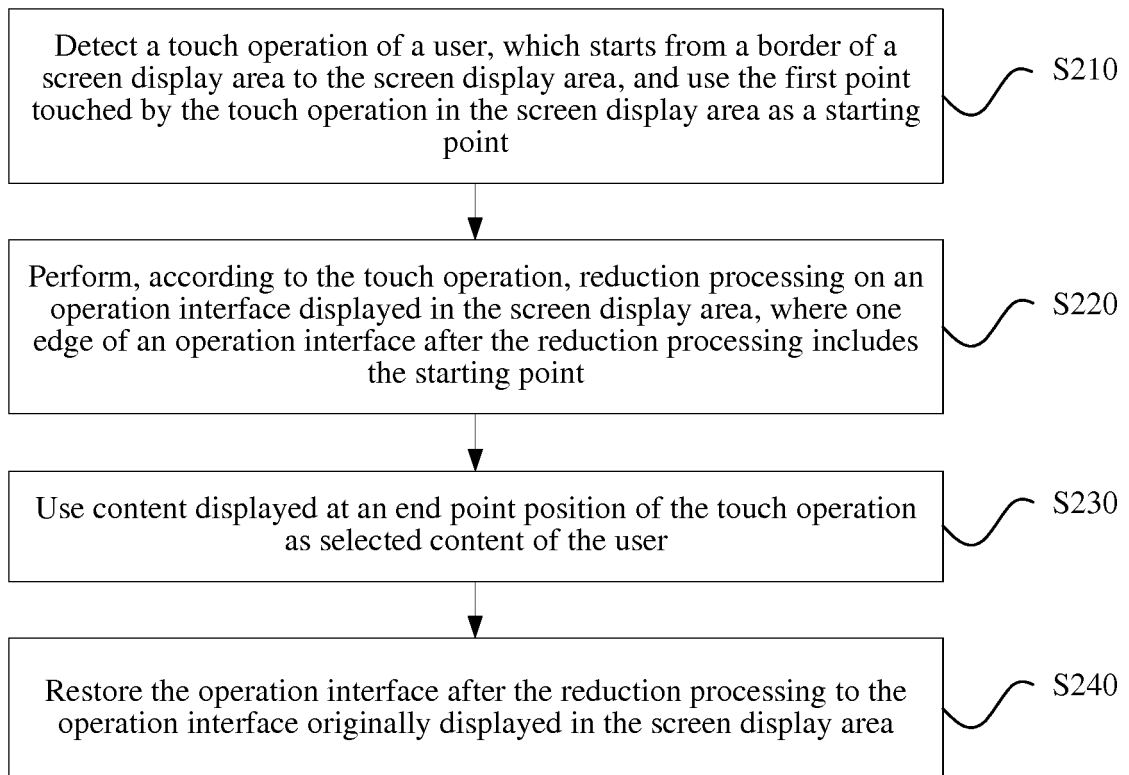 Detect a touch operation of a user, which starts from a border of a
screen display area to the screen display area, and use the first point
touched by the touch operation in the screen display area as a starting
point
S210
Perform, according to the touch operation, reduction processing on an
operation interface displayed in the screen display area, where one
edge of an operation interface after the reduction processing includes
the starting point
S220
Use content displayed at an end point position of the touch operation
as selected content of the user
S230
Restore the operation interface after the reduction processing to the
operation interface originally displayed in the screen display area
S240